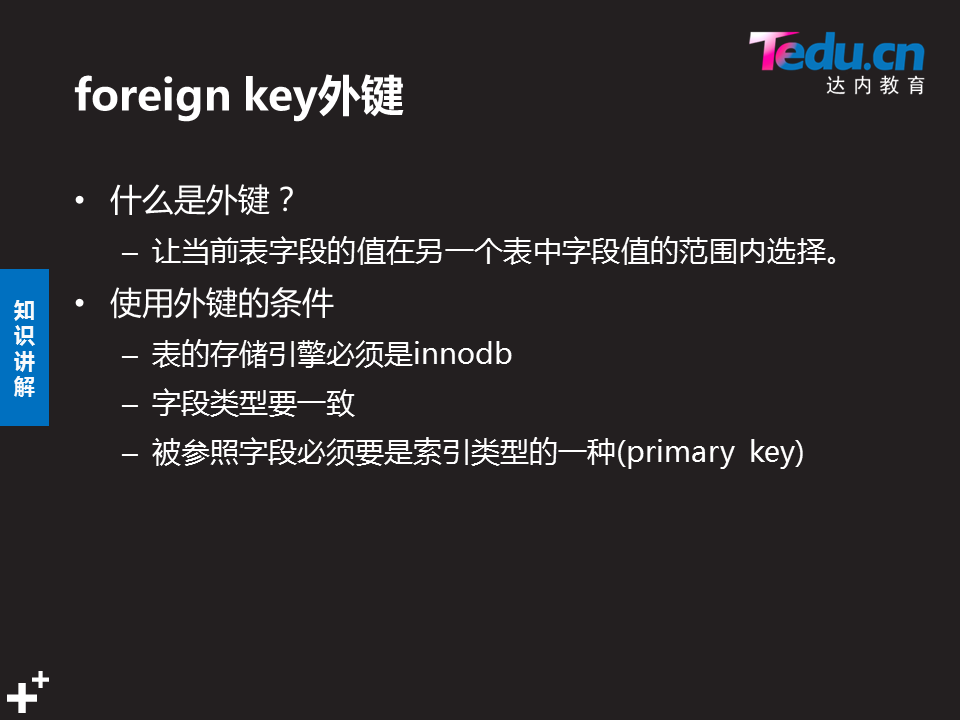 Tedu.cn
达内教育
foreign key外键
• 什么是外键？
– 让当前表字段的值在另一个表中字段值的范围内选择。
• 使用外键的条件
– 表的存储引擎必须是innodb
– 字段类型要一致
– 被参照字段必须要是索引类型的一种(primary key)
知识讲解